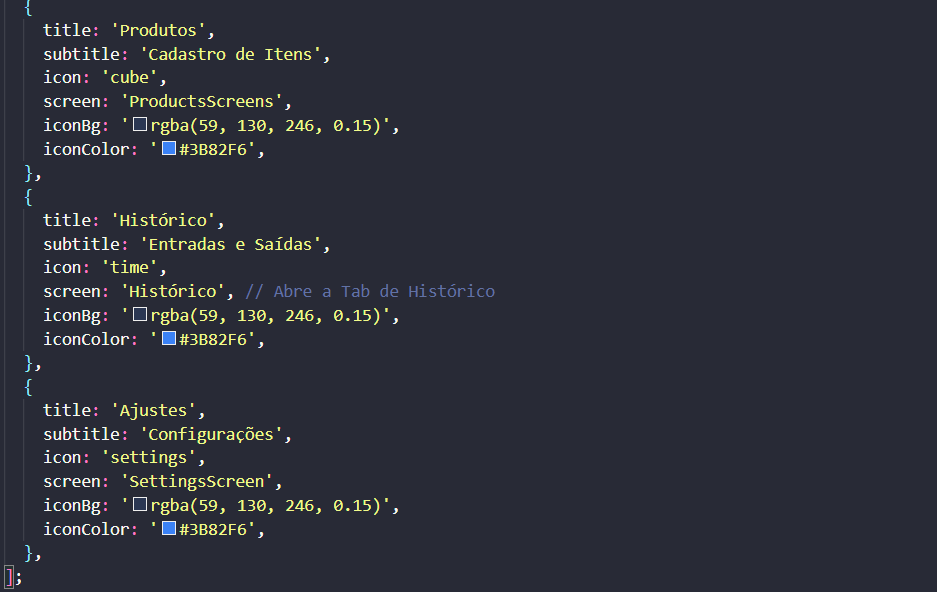 {
title: 'Produtos',
subtitle: 'Cadastro de Itens',
icon: 'cube',
screen: 'ProductsScreens',
iconBg: 'rgba(59, 130, 246, 0.15)',
iconColor: '#3B82F6',
},
{
title: 'Histórico',
subtitle: 'Entradas e Saídas',
icon: 'time',
screen: 'Histórico', // Abre a Tab de Histórico
iconBg: 'rgba(59, 130, 246, 0.15)',
iconColor: '#3B82F6',
},
{
title: 'Ajustes',
subtitle: 'Configurações',
icon: 'settings',
screen: 'SettingsScreen',
iconBg: 'rgba(59, 130, 246, 0.15)',
iconColor: '#3B82F6',
},
];